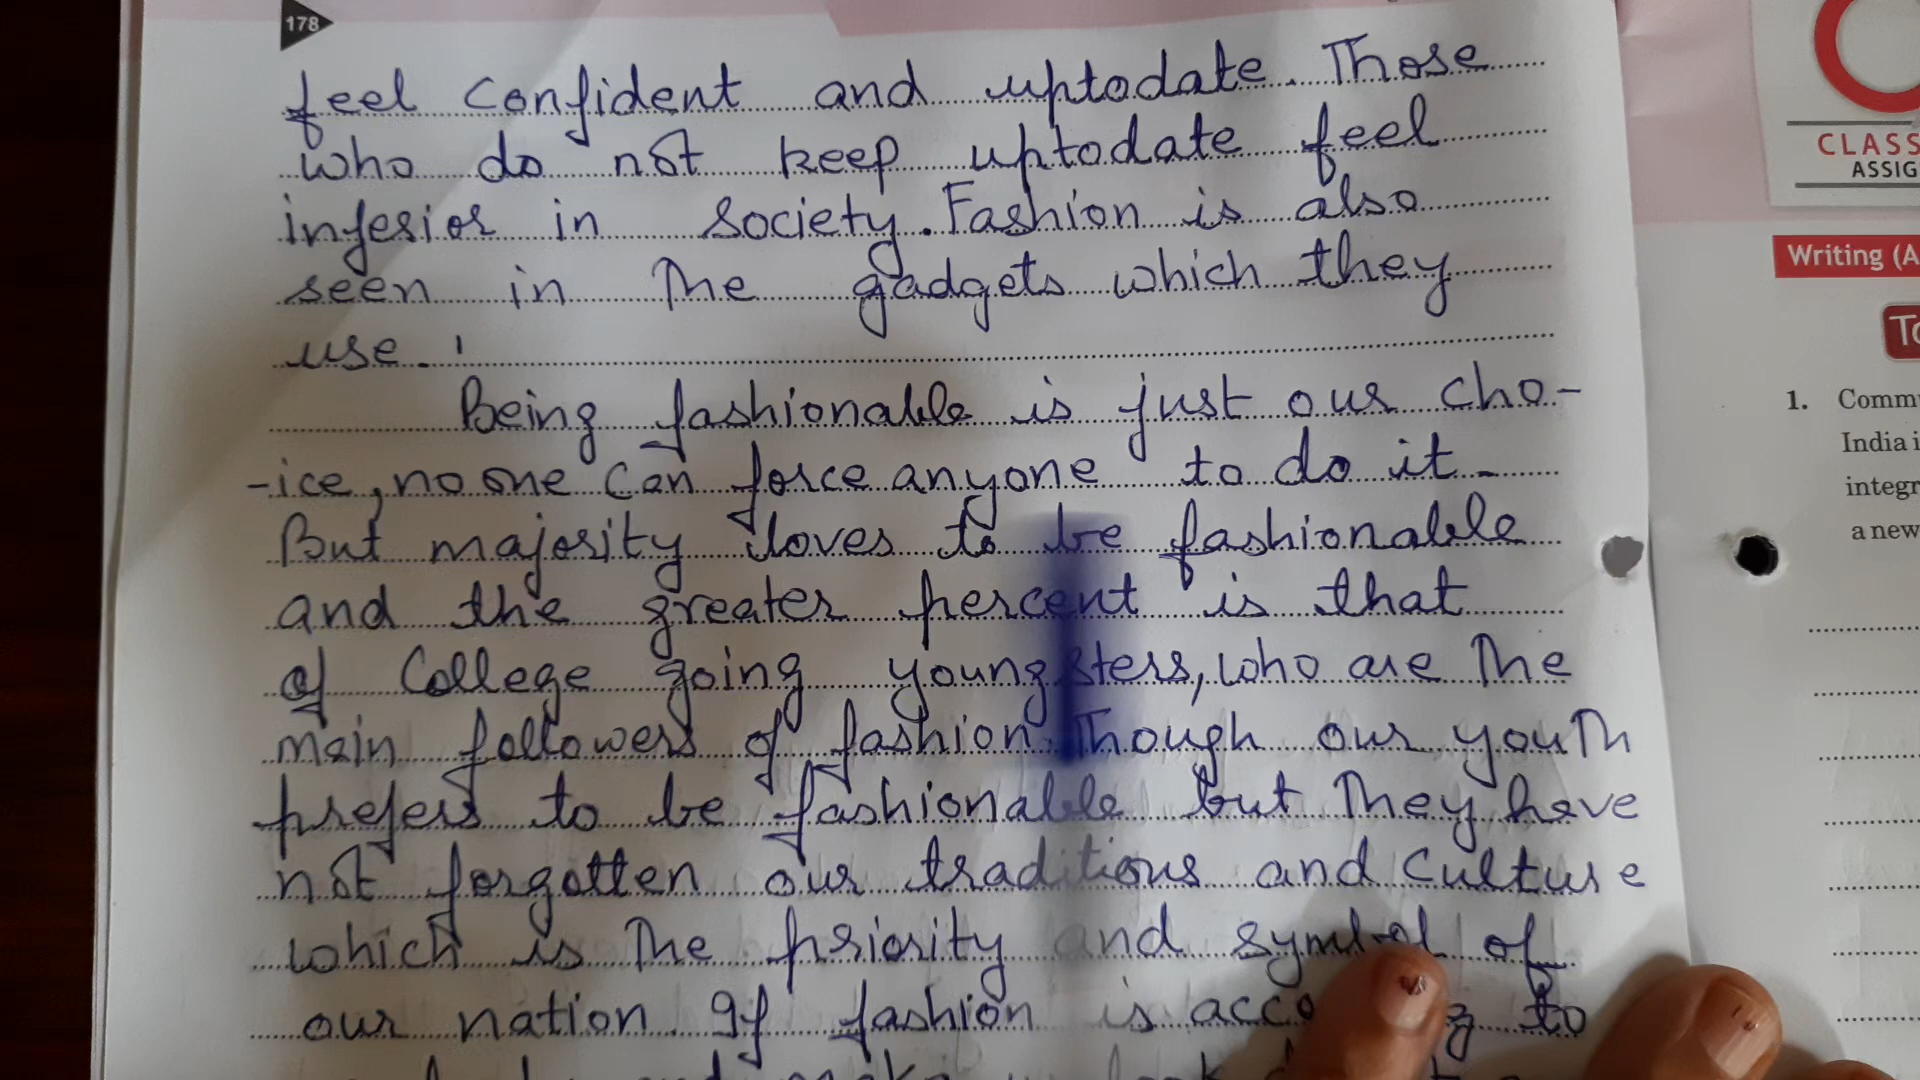 178
feel confident and uptodate. Those
who do not keep uptodate feel
inferior in society. Fashion is also
seen in the gadgets which they
use.
Being fashionable is just our cho-
-ice, no one can force anyone to do it.
But majority loves to be fashionable
and the greater percent is that
of college going youngsters, who are the
main followers of fashion. Though our youth
prefers to be fashionable but they have
not forgotten our traditions and culture
which is the priority and symbol of
our nation. If fashion is to
CLASS
ASSIG
Writing (A
1. Comm
India i
integr
a new